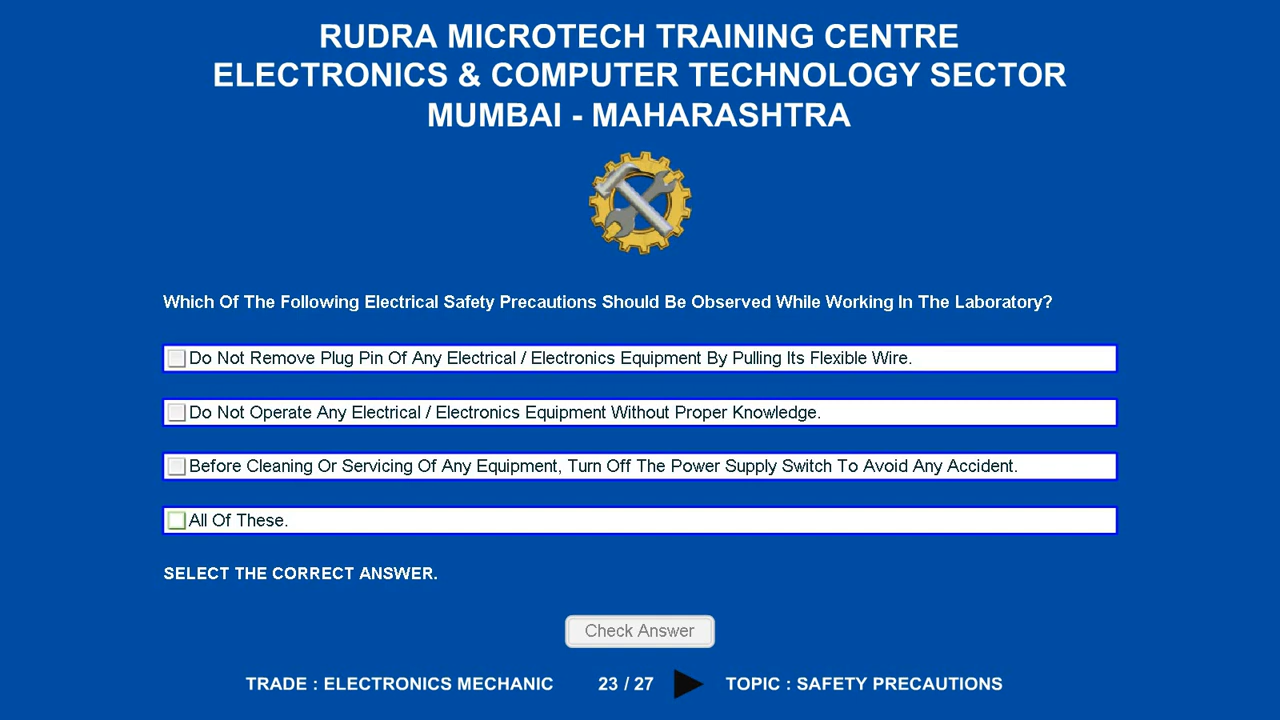 RUDRA MICROTECH TRAINING CENTRE
ELECTRONICS & COMPUTER TECHNOLOGY SECTOR
MUMBAI - MAHARASHTRA
Which Of The Following Electrical Safety Precautions Should Be Observed While Working In The Laboratory?
Do Not Remove Plug Pin Of Any Electrical / Electronics Equipment By Pulling Its Flexible Wire.
Do Not Operate Any Electrical / Electronics Equipment Without Proper Knowledge.
Before Cleaning Or Servicing Of Any Equipment, Turn Off The Power Supply Switch To Avoid Any Accident.
All Of These.
SELECT THE CORRECT ANSWER.
Check Answer
TRADE : ELECTRONICS MECHANIC 23 / 27 TOPIC : SAFETY PRECAUTIONS